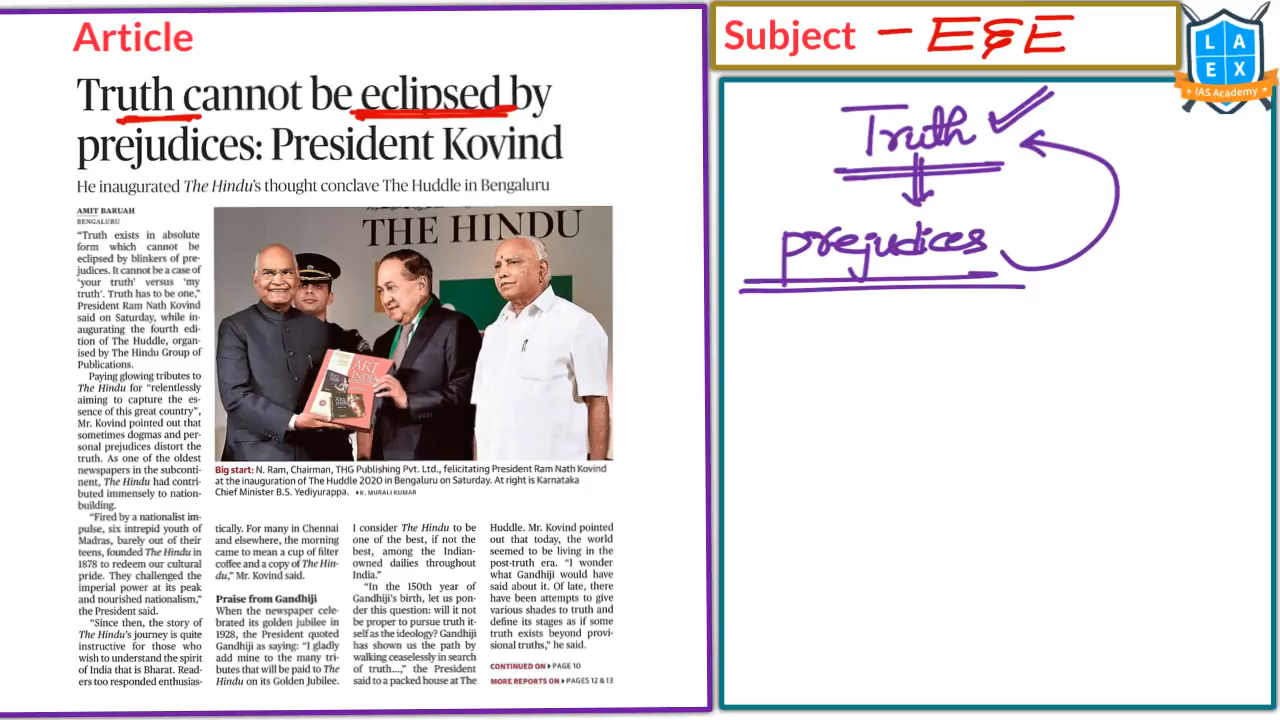 Article
Truth cannot be eclipsed by
prejudices: President Kovind
He inaugurated The Hindu's thought conclave The Huddle in Bengaluru
AMIT BARUAH
BENGALURU
“Truth exists in absolute
form which cannot be
eclipsed by blinkers of pre-
judices. It cannot be a case of
‘your truth’ versus ‘my
truth’. Truth has to be one,”
President Ram Nath Kovind
said on Saturday, while in-
augurating the fourth edi-
tion of The Huddle, organ-
ised by The Hindu Group of
Publications.
Paying glowing tributes to
The Hindu for “relentlessly
aiming to capture the es-
sence of this great country”,
Mr. Kovind pointed out that
sometimes dogmas and per-
sonal prejudices distort the
truth. As one of the oldest
newspapers in the subconti-
nent, The Hindu had contri-
buted immensely to nation-
building.
“Fired by a nationalist im-
pulse, six intrepid youth of
Madras, barely out of their
teens, founded The Hindu in
1878 to redeem our cultural
pride. They challenged the
imperial power at its peak
and nourished nationalism,”
the President said.
“Since then, the story of
The Hindu's journey is quite
instructive for those who
wish to understand the spirit
of India that is Bharat. Read-
ers too responded enthusias-
THE HINDU
ART
INDIA
Big start: N. Ram, Chairman, THG Publishing Pvt. Ltd., felicitating President Ram Nath Kovind
at the inauguration of The Huddle 2020 in Bengaluru on Saturday. At right is Karnataka
Chief Minister B.S. Yediyurappa. K. MURALI KUMAR
tically. For many in Chennai
and elsewhere, the morning
came to mean a cup of filter
coffee and a copy of The Hin-
du,” Mr. Kovind said.
Praise from Gandhiji
When the newspaper cele-
brated its golden jubilee in
1928, the President quoted
Gandhiji as saying: “I gladly
add mine to the many tri-
butes that will be paid to The
Hindu on its Golden Jubilee.
I consider The Hindu to be
one of the best, if not the
best, among the Indian-
owned dailies throughout
India.”
“In the 150th year of
Gandhiji's birth, let us pon-
der this question: will it not
be proper to pursue truth it-
self as the ideology? Gandhiji
has shown us the path by
walking ceaselessly in search
of truth...,” the President
said to a packed house at The
Huddle. Mr. Kovind pointed
out that today, the world
seemed to be living in the
post-truth era. “I wonder
what Gandhiji would have
said about it. Of late, there
have been attempts to give
various shades to truth and
define its stages as if some
truth exists beyond provi-
sional truths,” he said.
CONTINUED ON PAGE 10
MORE REPORTS ON PAGES 12 & 13
Subject - E & E
Truth
prejudices
L A
E X
IAS Academy